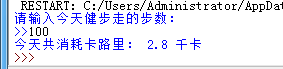 RESTART: C:/Users/Administrator/AppDat
请输入今天健步走的步数：
>>100
今天共消耗卡路里： 2.8 千卡
>>>